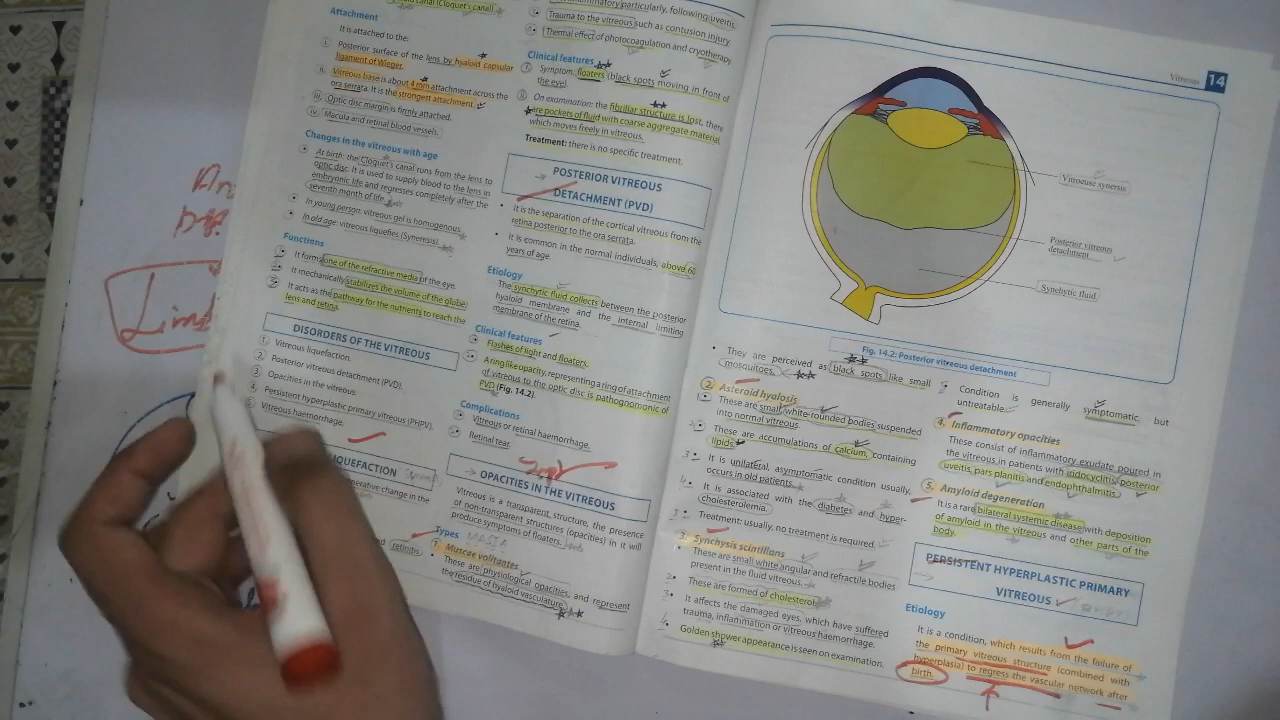 canal (Cloquet's canal)
Attachment
It is attached to the:
i. Posterior surface of the lens by hyaloid capsular
ligament of Wieger.
ii. Vitreous base is about 4 mm attachment across the
ora serrata. It is the strongest attachment.
iii. Optic disc margin is firmly attached.
iv. Macula and retinal blood vessels.
Changes in the vitreous with age
• At birth: the Cloquet's canal runs from the lens to
optic disc. It is used to supply blood to the lens in
embryonic life and regresses completely after the
seventh month of life.
• In young person: vitreous gel is homogenous.
• In old age: vitreous liquefies (Syneresis).
Functions
It forms one of the refractive media of the eye.
It mechanically stabilizes the volume of the globe.
It acts as the pathway for the nutrients to reach the
lens and retina.
DISORDERS OF THE VITREOUS
1. Vitreous liquefaction.
2. Posterior vitreous detachment (PVD).
3. Opacities in the vitreous.
4. Persistent hyperplastic primary vitreous (PHPV).
Vitreous haemorrhage.
QUEFACTION
enerative change in the
retinitis
particularly, following uveitis.
Trauma to the vitreous such as contusion injury.
Thermal effect of photocoagulation and cryotherapy.
Clinical features
i. Symptom: floaters (black spots moving in front of
the eye).
ii. On examination: the fibrillar structure is lost, there
are pockets of fluid with coarse aggregate material
which moves freely in vitreous.
Treatment: there is no specific treatment.
POSTERIOR VITREOUS
DETACHMENT (PVD)
• It is the separation of the cortical vitreous from the
retina posterior to the ora serrata.
• It is common in the normal individuals, above 60
years of age.
Etiology
The synchytic fluid collects between the posterior
hyaloid membrane and the internal limiting
membrane of the retina.
Clinical features
• Flashes of light and floaters.
• A ring like opacity, representing a ring of attachment
of vitreous to the optic disc is pathognomonic of
PVD (Fig. 14.2).
Complications
• Vitreous or retinal haemorrhage.
• Retinal tear.
OPACITIES IN THE VITREOUS
Vitreous is a transparent, structure, the presence
of non-transparent structures (opacities) in it will
produce symptoms of floaters.
Types
1. Muscae volitantes
These are physiological opacities, and represent
the residue of hyaloid vasculature.
Vitreous 14
Vitroeuse synersis
Posterior vitreous
detachment
Synchytic fluid
Fig. 14.2: Posterior vitreous detachment
• They are perceived as black spots like small
mosquitoes.
2. Asteroid hyalosis
1. These are small white-rounded bodies suspended
into normal vitreous.
These are accumulations of calcium containing
lipids.
3. It is unilateral, asymptomatic condition usually,
occurs in old patients.
4. It is associated with the diabetes and hyper-
cholesterolemia.
Treatment: usually, no treatment is required.
3. Synchysis scintillans
These are small white angular and refractile bodies
present in the fluid vitreous.
2. These are formed of cholesterol.
3. It affects the damaged eyes, which have suffered
trauma, inflammation or vitreous haemorrhage.
4. Golden shower appearance is seen on examination.
Condition is generally symptomatic, but
untreatable.
4. Inflammatory opacities
These consist of inflammatory exudate poured in
the vitreous in patients with iridocyclitis, posterior
uveitis, pars planitis and endophthalmitis.
5. Amyloid degeneration
It is a rare bilateral systemic disease with deposition
of amyloid in the vitreous and other parts of the
body.
PERSISTENT HYPERPLASTIC PRIMARY
VITREOUS
Etiology
It is a condition, which results from the failure of
the primary vitreous structure (combined with
hyperplasia) to regress the vascular network after
birth.